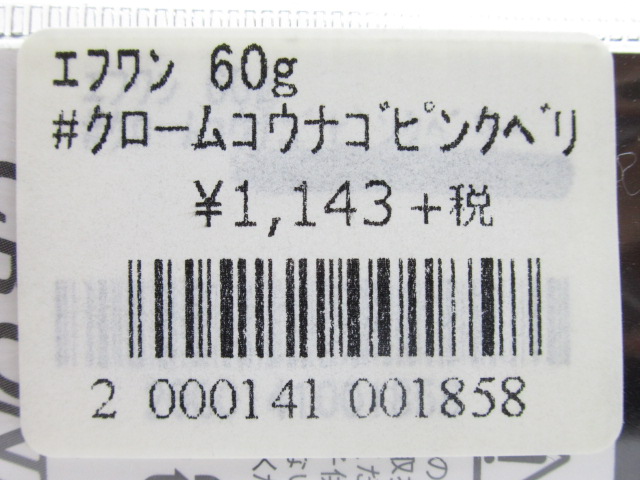 ｴﾌﾜﾝ 60g
#ｸﾛｰﾑｺｳﾅｺﾞﾋﾟﾝｸﾍﾞﾘ
¥1,143+税
2 000141 001858